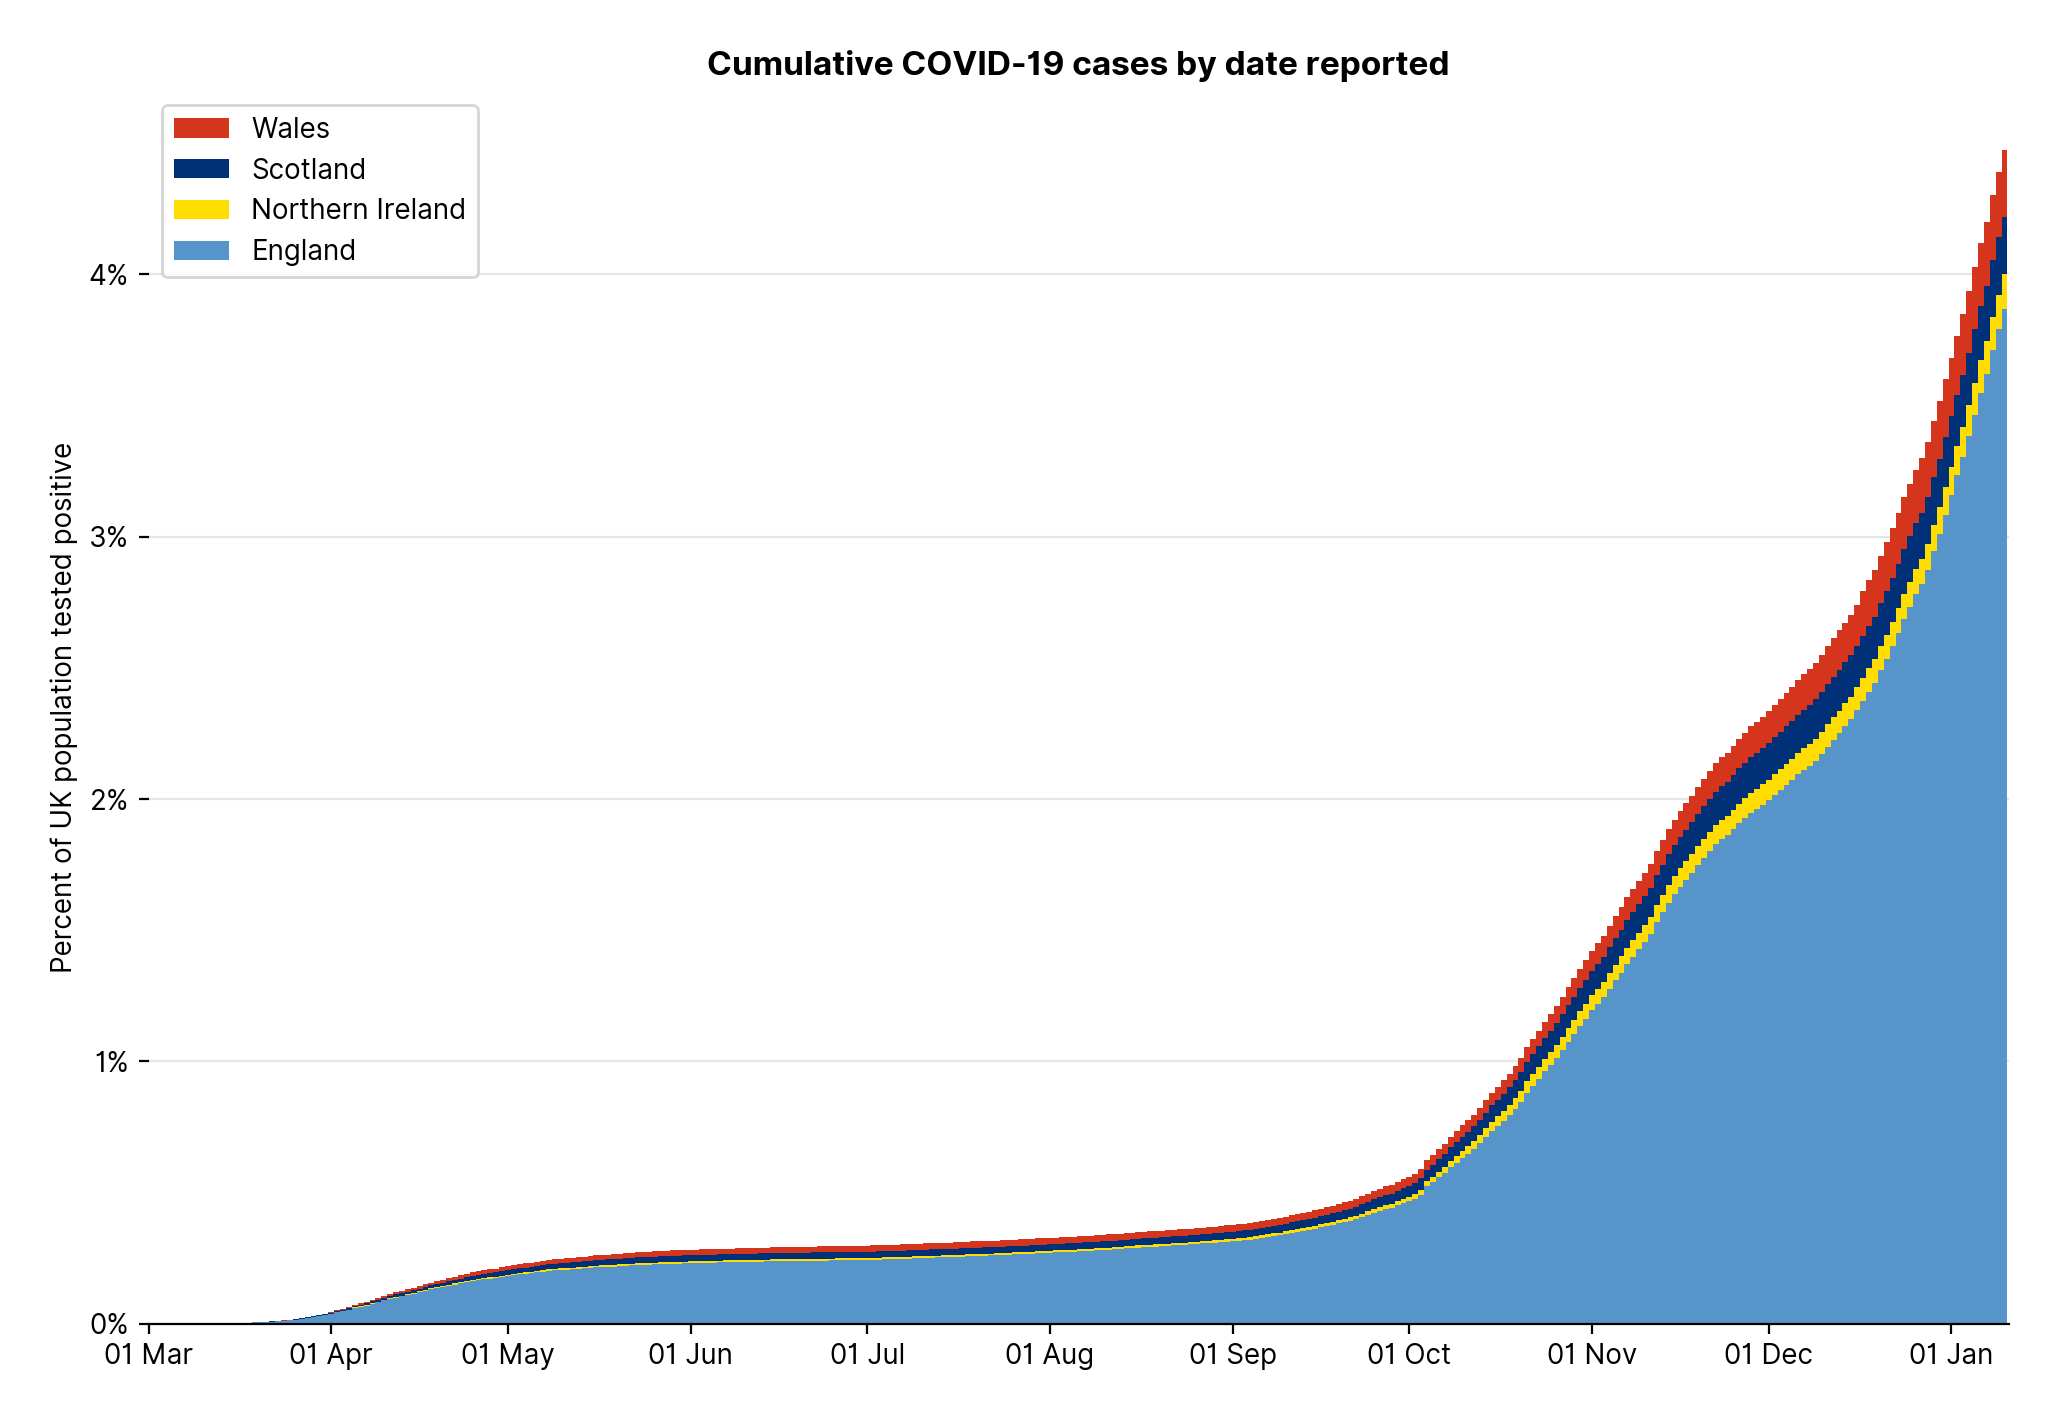 Cumulative COVID-19 cases by date reported
Wales
Scotland
Northern Ireland
England
Percent of UK population tested positive
4%
3%
2%
1%
0%
01 Mar 01 Apr 01 May 01 Jun 01 Jul 01 Aug 01 Sep 01 Oct 01 Nov 01 Dec 01 Jan